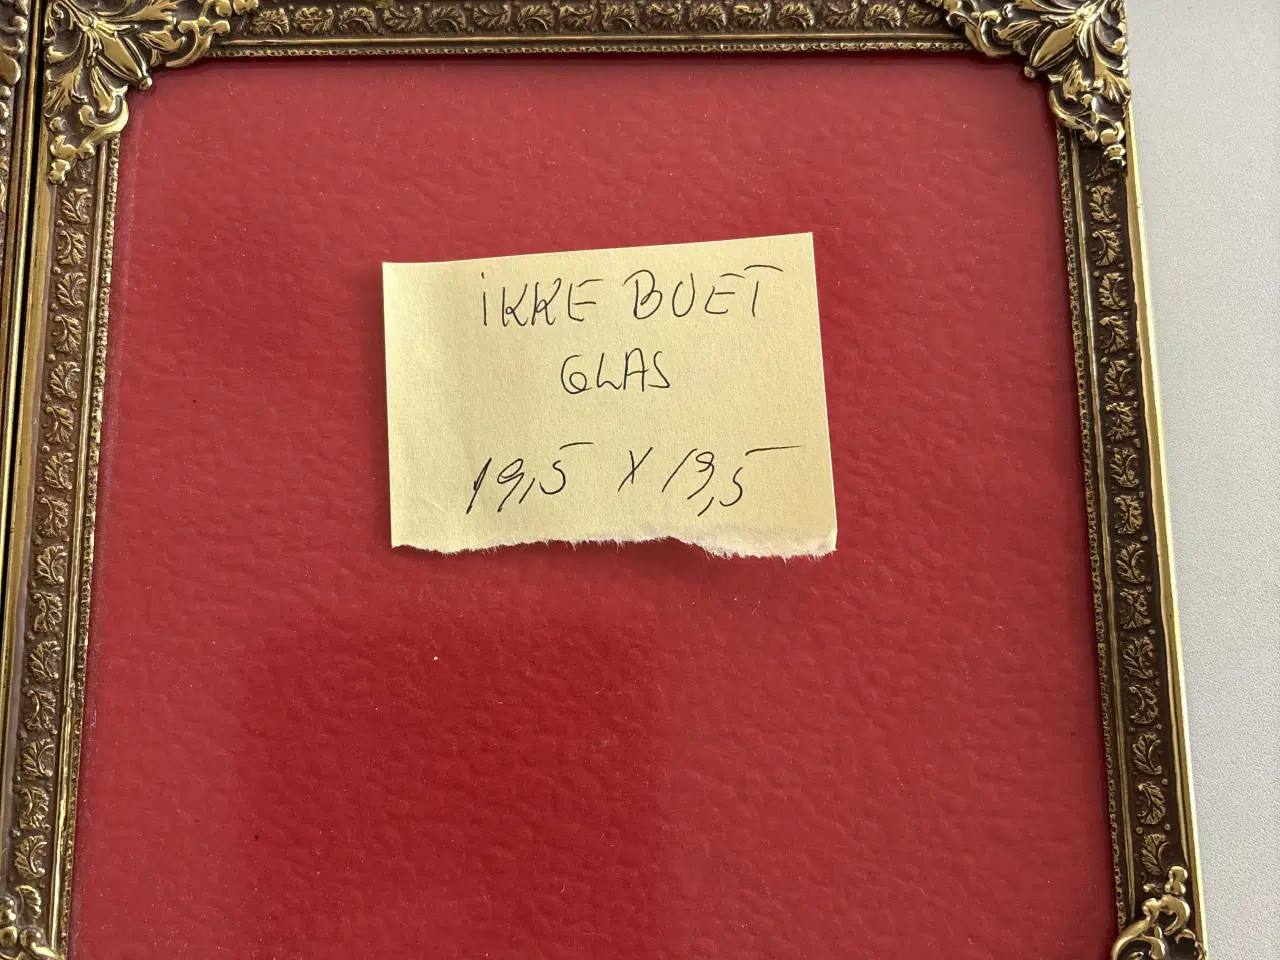 iKKE BUET
GLAS
19,5 X 19,5